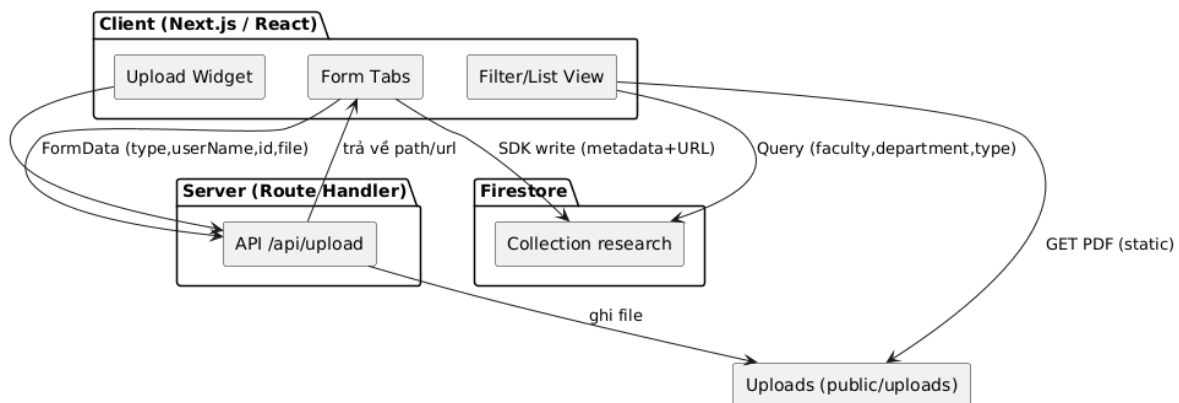 Client (Next.js / React)
Upload Widget
Form Tabs
Filter/List View
FormData (type,userName,id,file)
trả về path/url
SDK write (metadata+URL)
Query (faculty,department,type)
Server (Route Handler)
Firestore
API /api/upload
Collection research
GET PDF (static)
ghi file
Uploads (public/uploads)